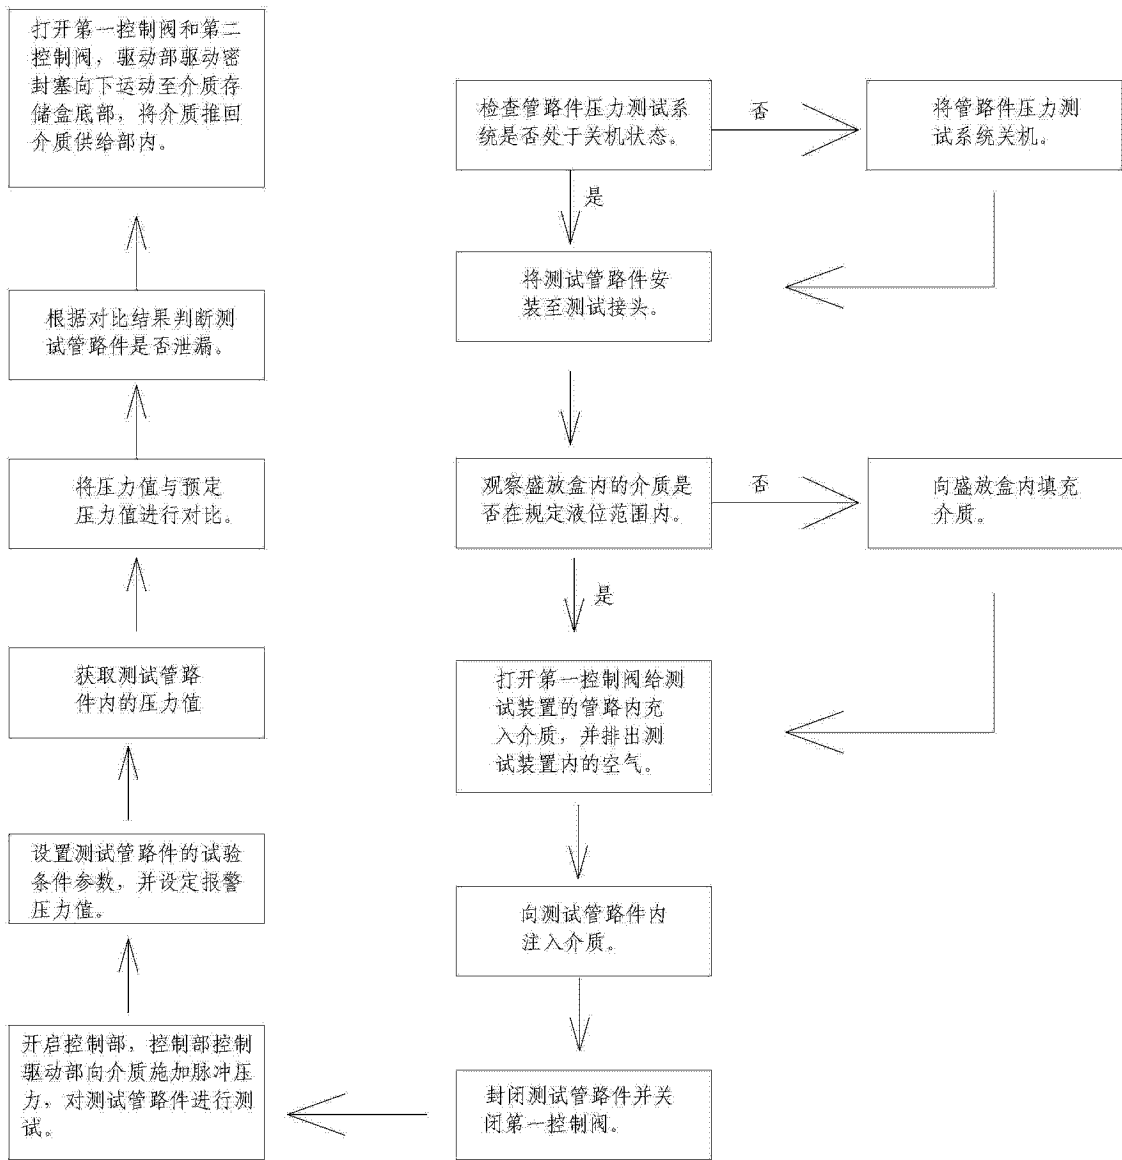 检查管路件压力测试系
统是否处于关机状态。
否
将管路件压力测
试系统关机。
是
将测试管路件安
装至测试接头。
观察盛放盒内的介质是
否在规定液位范围内。
否
向盛放盒内填充
介质。
是
打开第一控制阀给测
试装置的管路内充
入介质，并排出测
试装置内的空气。
向测试管路件内
注入介质。
封闭测试管路件并关
闭第一控制阀。
开启控制部，控制部控制
驱动部向介质施加脉冲压
力，对测试管路件进行测
试。
设置测试管路件的试验
条件参数，并设定报警
压力值。
获取测试管路
件内的压力值
将压力值与预定
压力值进行对比。
根据对比结果判断测
试管路件是否泄漏。
打开第一控制阀和第二
控制阀，驱动部驱动密
封塞向下运动至介质存
储盒底部，将介质推回
介质供给部内。